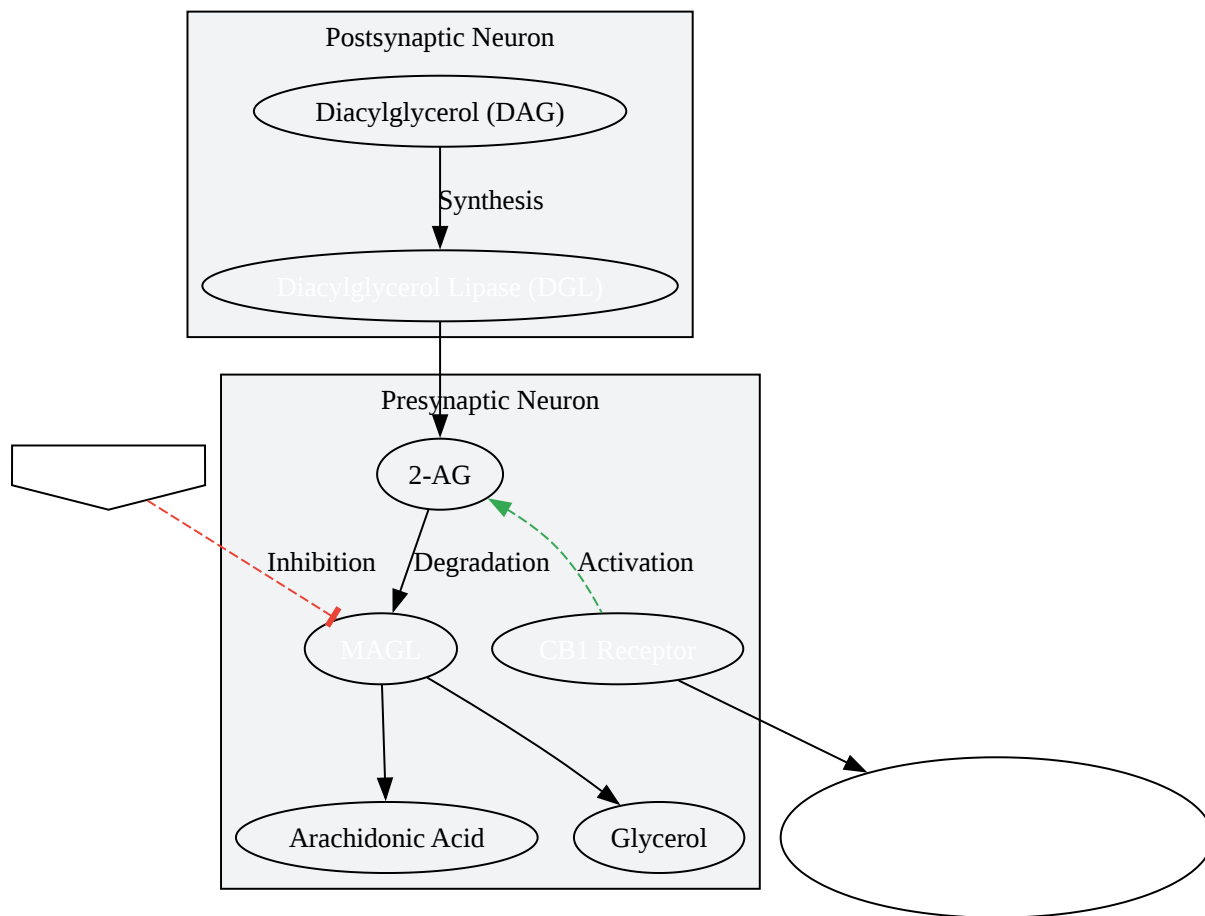 Postsynaptic Neuron
Diacylglycerol (DAG)
Synthesis
Diacylglycerol Lipase (DGL)
Presynaptic Neuron
2-AG
Inhibition
Degradation
Activation
MAGL
CB1 Receptor
Arachidonic Acid
Glycerol